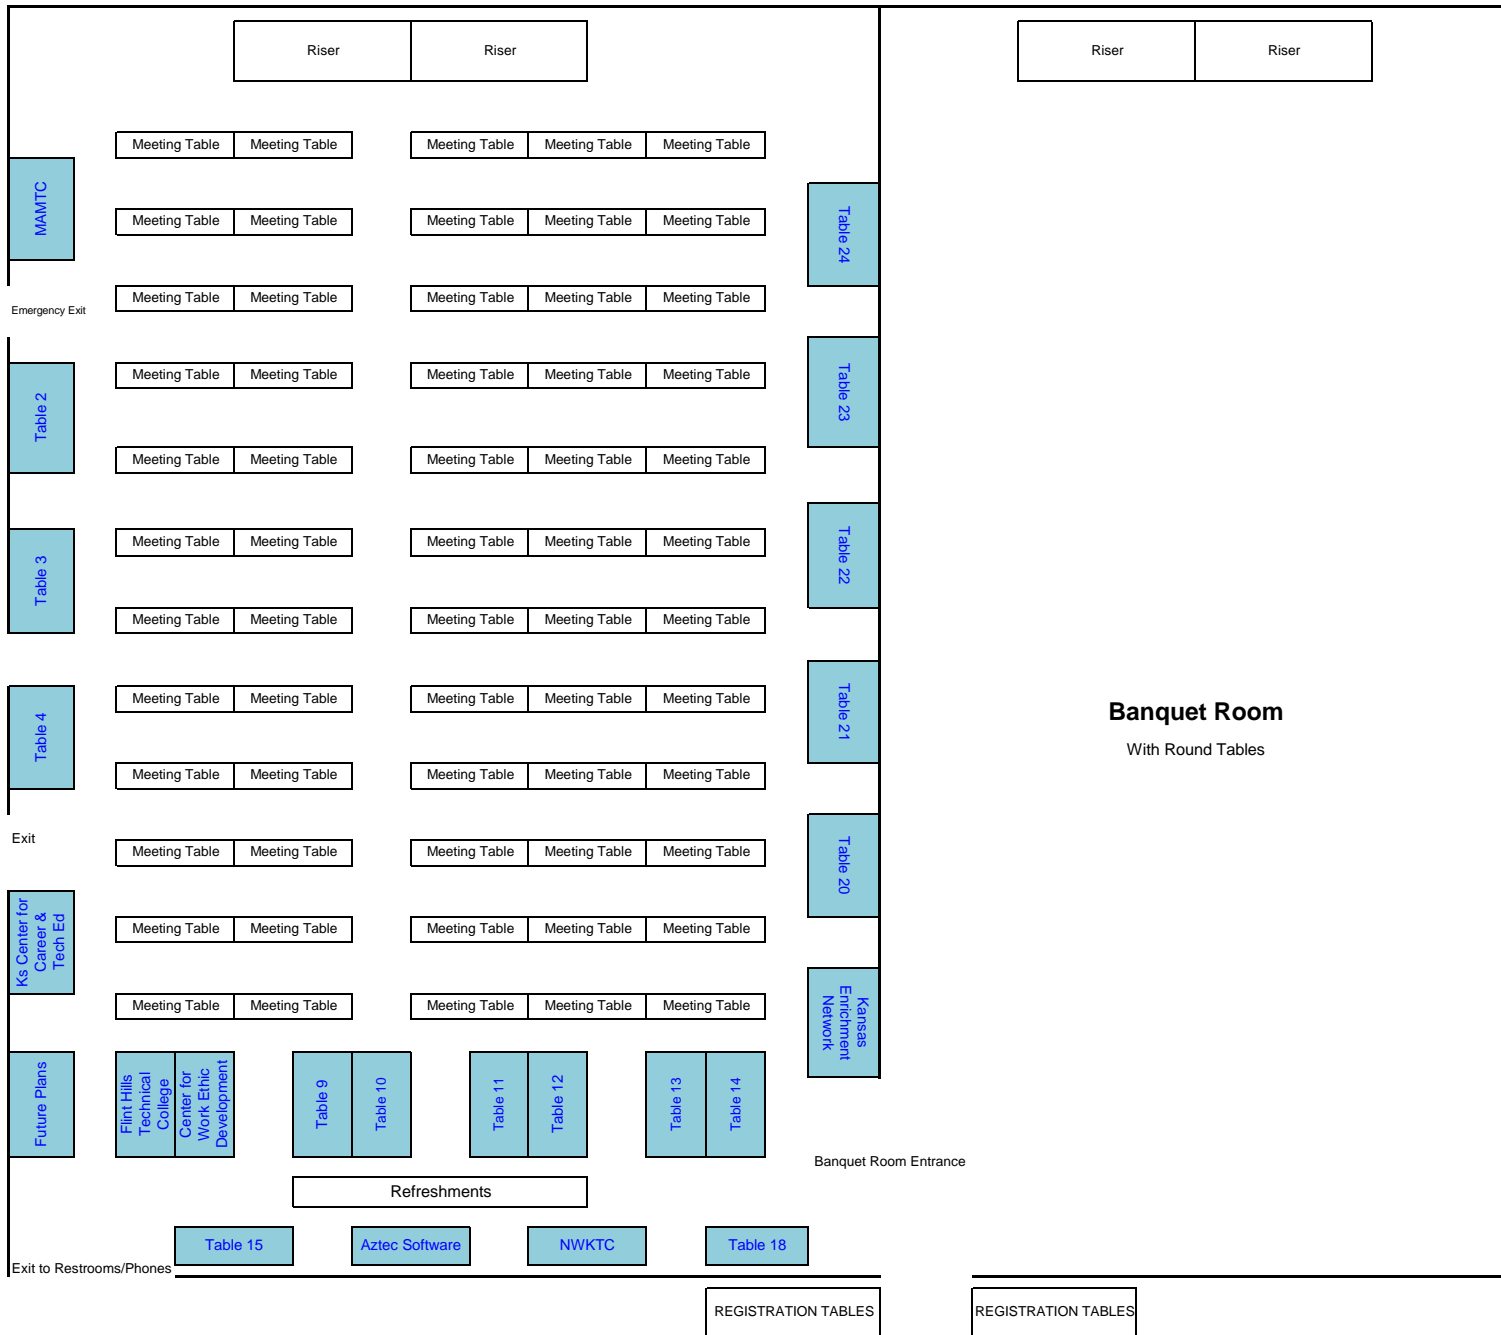 Riser Riser Riser Riser
Meeting Table Meeting Table Meeting Table Meeting Table Meeting Table
MAMTC
Meeting Table Meeting Table Meeting Table Meeting Table Meeting Table
Table 24
Meeting Table Meeting Table Meeting Table Meeting Table Meeting Table
Emergency Exit
Meeting Table Meeting Table Meeting Table Meeting Table Meeting Table
Table 23
Table 2
Meeting Table Meeting Table Meeting Table Meeting Table Meeting Table
Meeting Table Meeting Table Meeting Table Meeting Table Meeting Table
Table 22
Table 3
Meeting Table Meeting Table Meeting Table Meeting Table Meeting Table
Meeting Table Meeting Table Meeting Table Meeting Table Meeting Table
Table 21
Banquet Room
Table 4
With Round Tables
Meeting Table Meeting Table Meeting Table Meeting Table Meeting Table
Exit
Meeting Table Meeting Table Meeting Table Meeting Table Meeting Table
Table 20
Ks Center for
Career &
Tech Ed
Meeting Table Meeting Table Meeting Table Meeting Table Meeting Table
Meeting Table Meeting Table Meeting Table Meeting Table Meeting Table
Kansas
Enrichment
Network
Future Plans
Flint Hills
Technical
College
Center for
Work Ethic
Development
Table 9
Table 10
Table 11
Table 12
Table 13
Table 14
Banquet Room Entrance
Refreshments
Table 15 Aztec Software NWKTC Table 18
Exit to Restrooms/Phones
REGISTRATION TABLES REGISTRATION TABLES